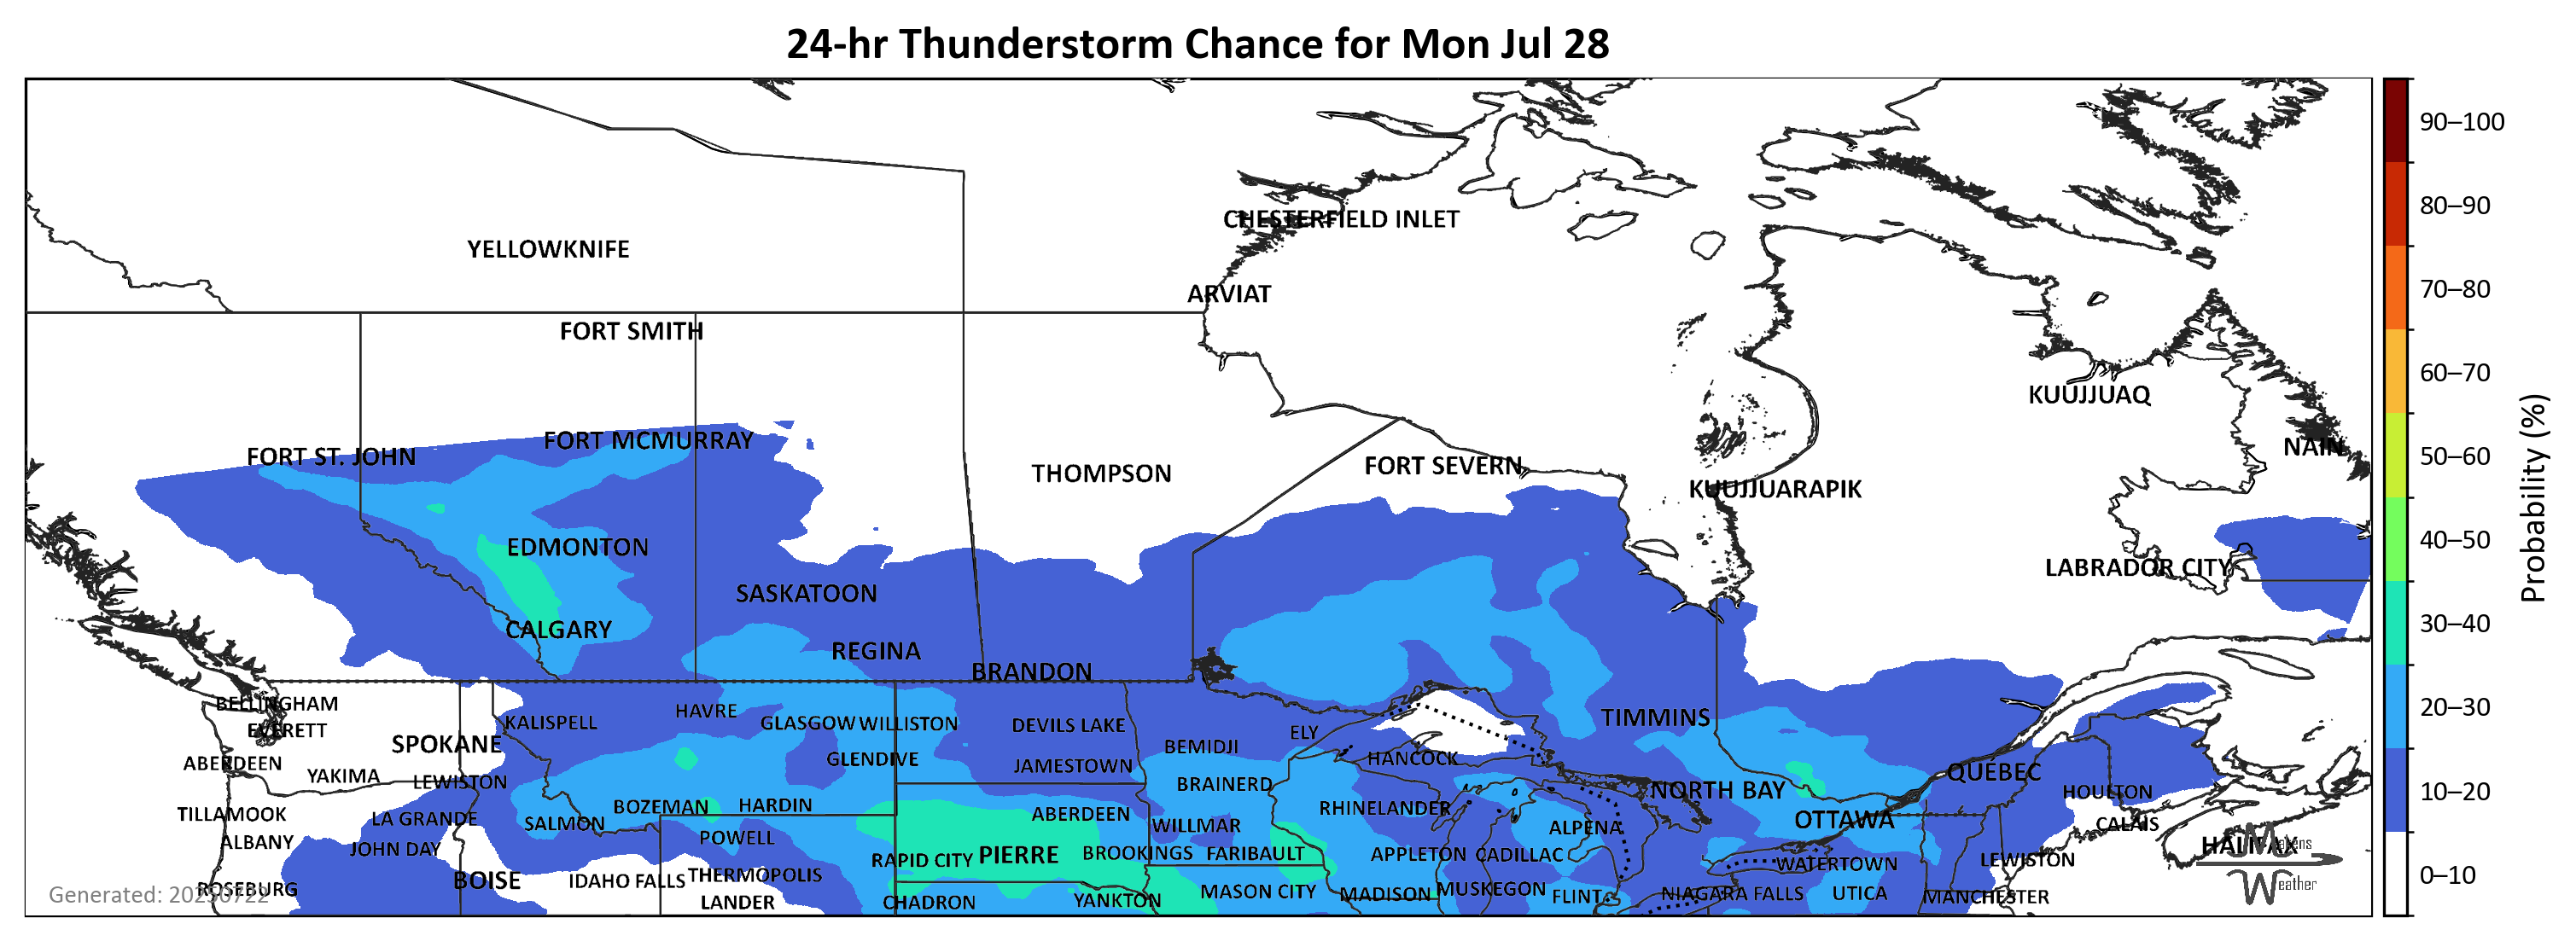 24-hr Thunderstorm Chance for Mon Jul 28
90–100
80–90
CHESTERFIELD INLET
YELLOWKNIFE
70–80
ARVIAT
FORT SMITH
60–70
KUUJJUAQ
FORT MCMURRAY
NAIN
50–60
FORT ST. JOHN
FORT SEVERN
THOMPSON
KUUJJUARAPIK
Probability (%)
40–50
EDMONTON
LABRADOR CITY
SASKATOON
30–40
CALGARY
REGINA
BRANDON
BELLINGHAM
20–30
HAVRE
TIMMINS
KALISPELL
GLASGOW WILLISTON
DEVILS LAKE
EVERETT
ELY
SPOKANE
BEMIDJI
HANCOCK
GLENDIVE
ABERDEEN
JAMESTOWN
QUÉBEC
YAKIMA
LEWISTON
BRAINERD
NORTH BAY
HOULTON
10–20
BOZEMAN
HARDIN
RHINELANDER
TILLAMOOK
ABERDEEN
LA GRANDE
OTTAWA
SALMON
WILLMAR
ALPENA
CALAIS
ALBANY
POWELL
HALIFAX
Makens
JOHN DAY
BROOKINGS
FARIBAULT
APPLETON
CADILLAC
PIERRE
RAPID CITY
WATERTOWN
LEWISTON
THERMOPOLIS
0–10
BOISE
IDAHO FALLS
Weather
ROSEBURG
MUSKEGON
MASON CITY
MADISON
NIAGARA FALLS
UTICA
Generated: 20250722
FLINT
MANCHESTER
LANDER
CHADRON
YANKTON